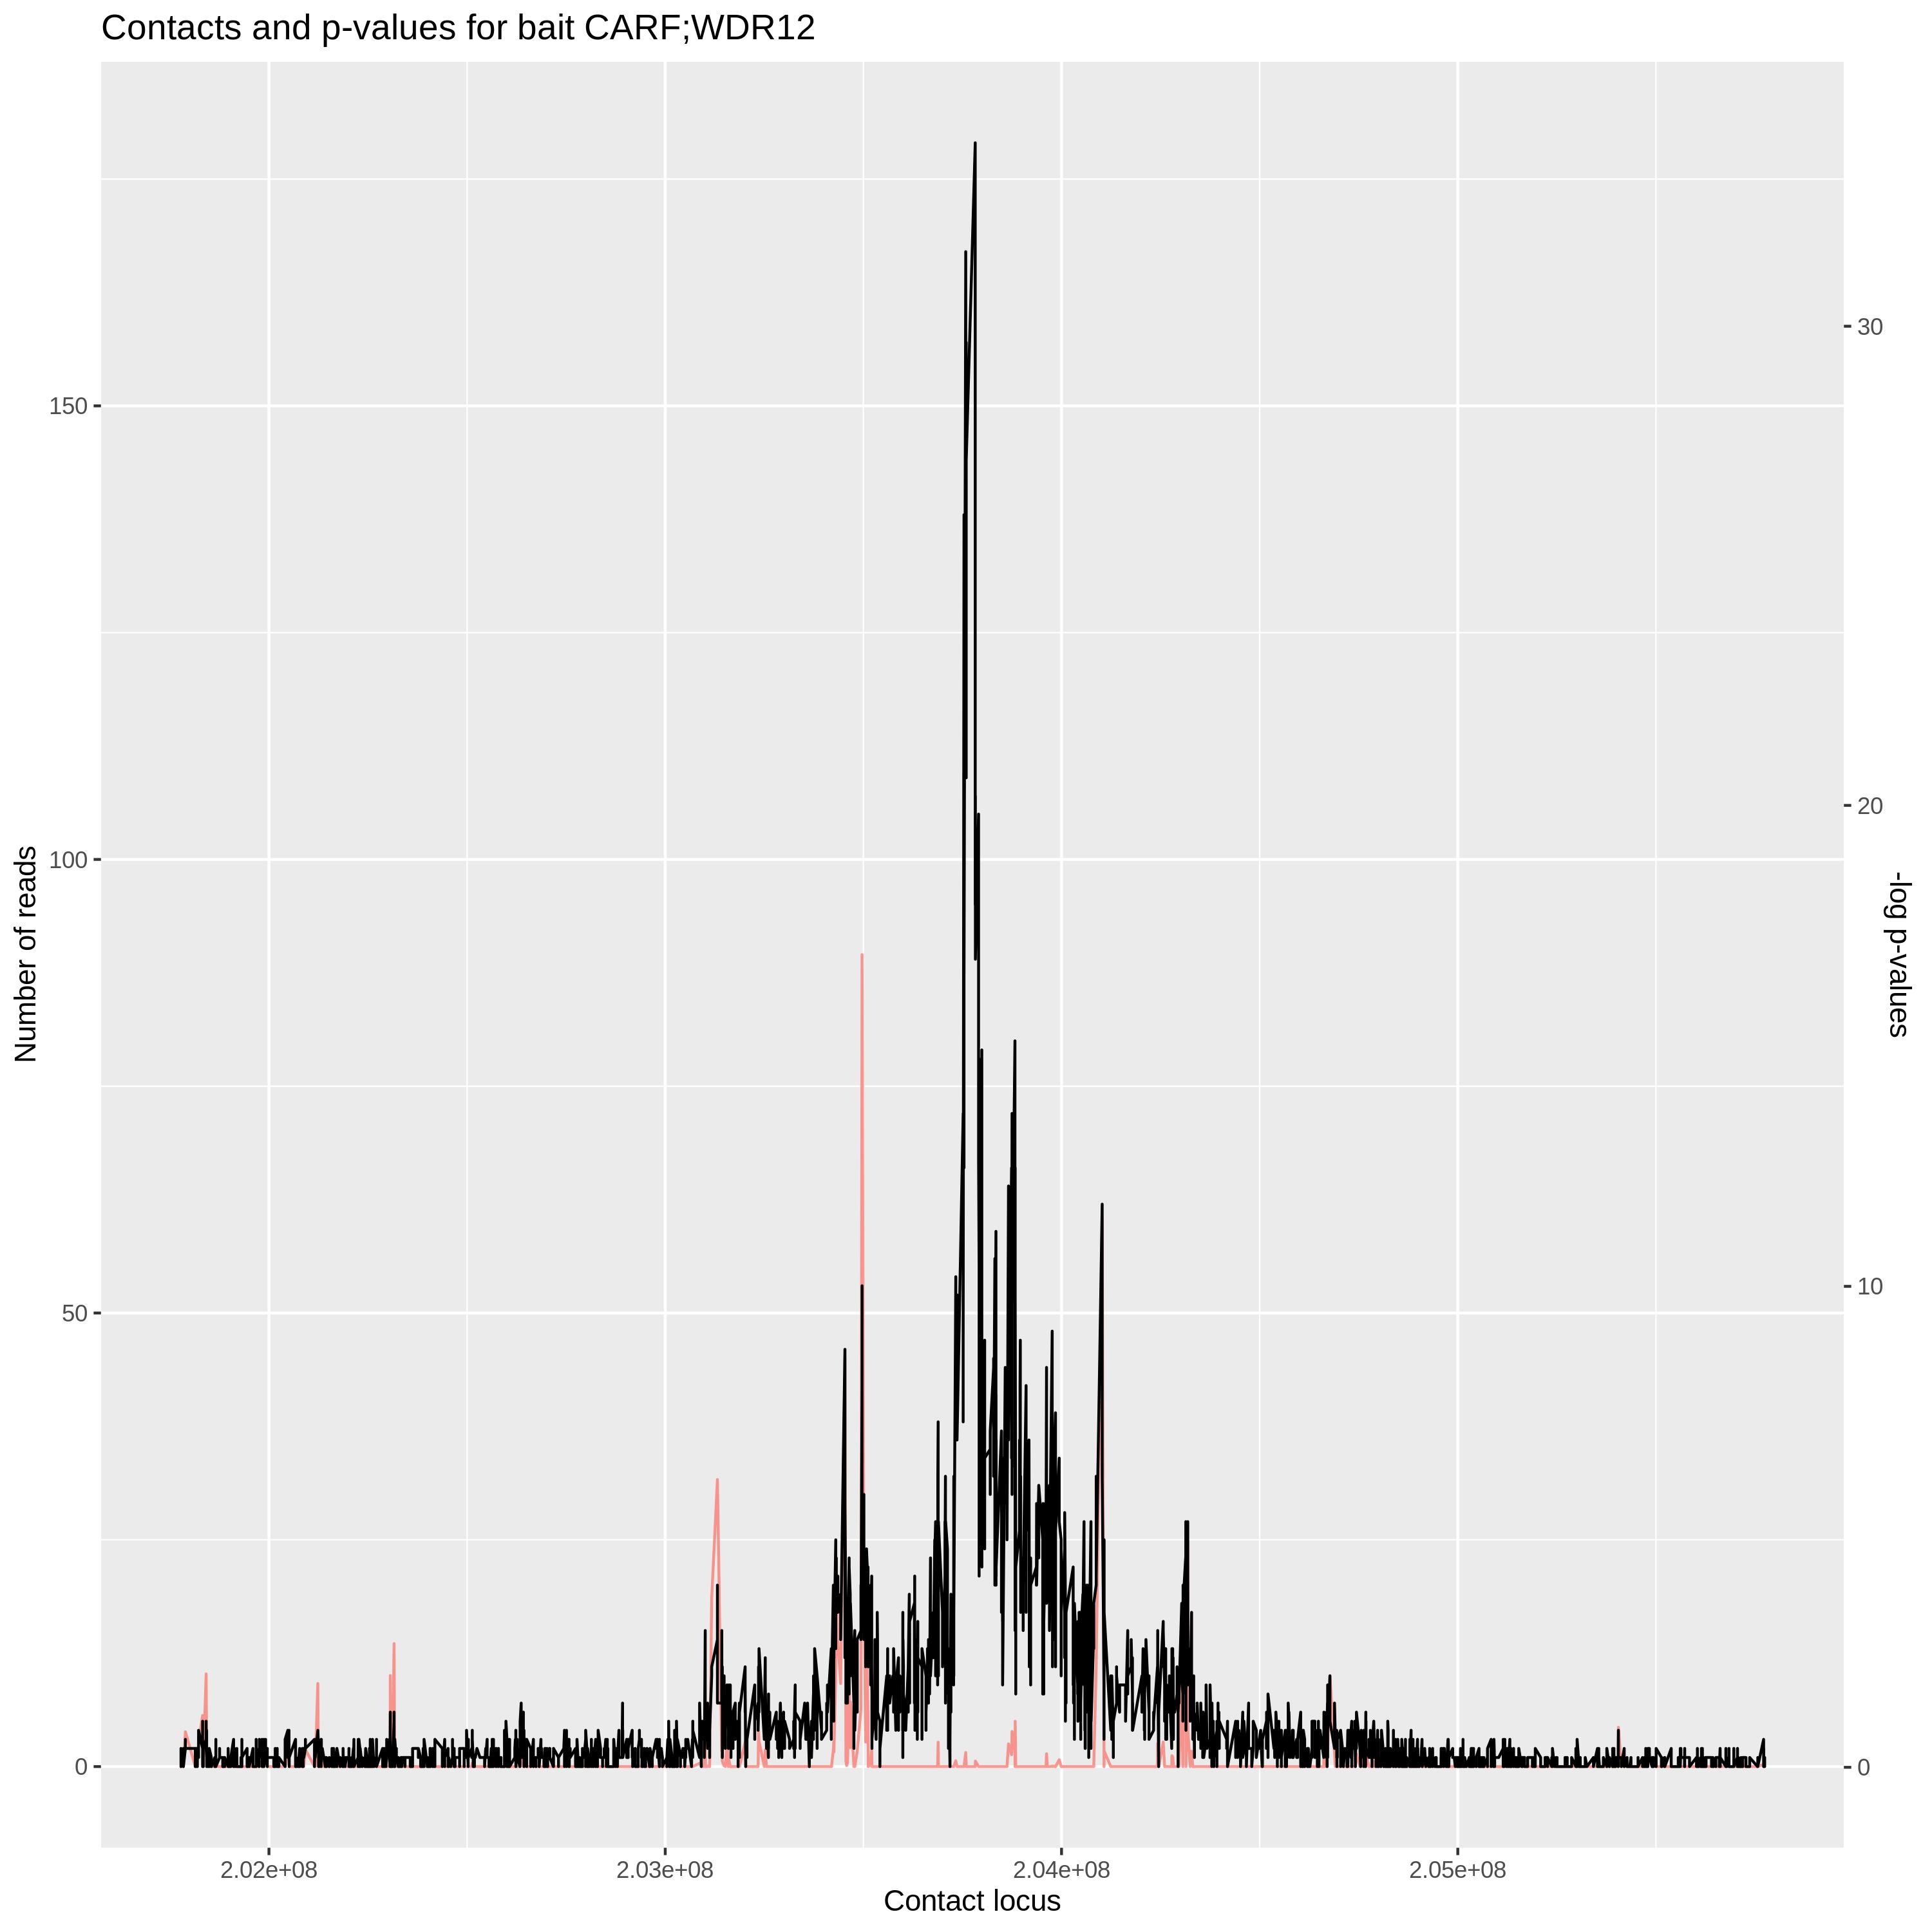 Contacts and p-values for bait CARF;WDR12
Number of reads
150
100
50
0
30
20
10
0
-log p-values
2.02e+08
2.03e+08
2.04e+08
2.05e+08
Contact locus